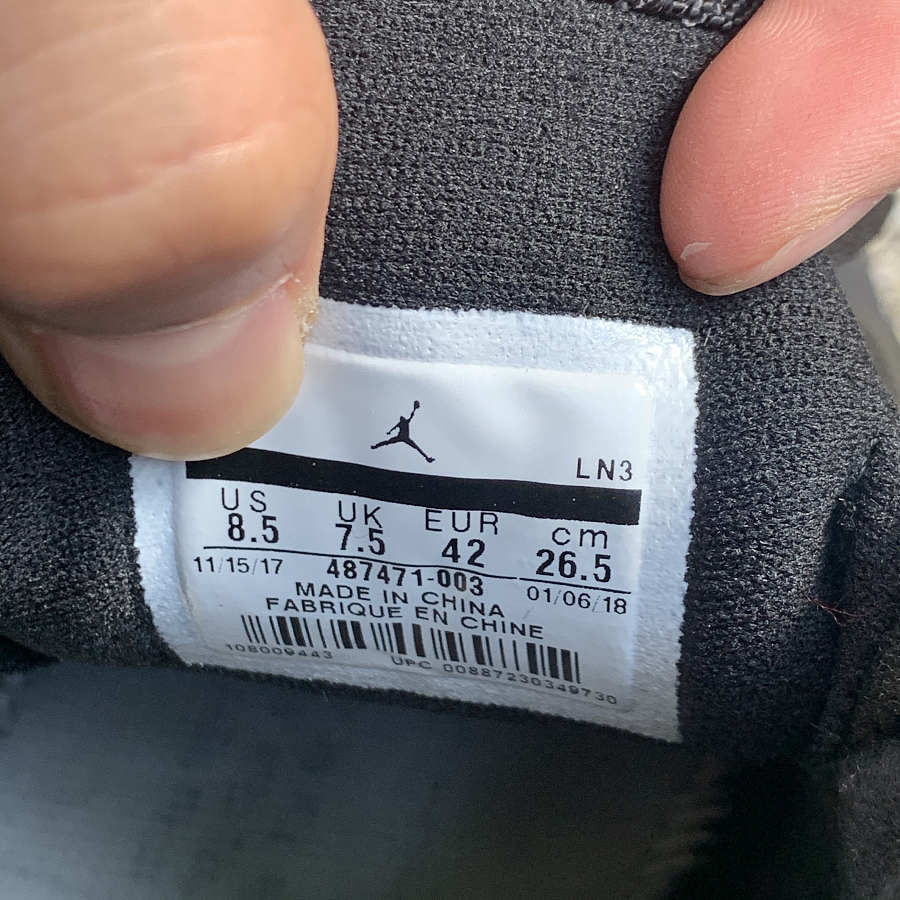 LN3
US UK EUR cm
8.5 7.5 42 26.5
11/15/17 487471-003 01/06/18
MADE IN CHINA
FABRIQUE EN CHINE
108009443 UPC 00887230349730